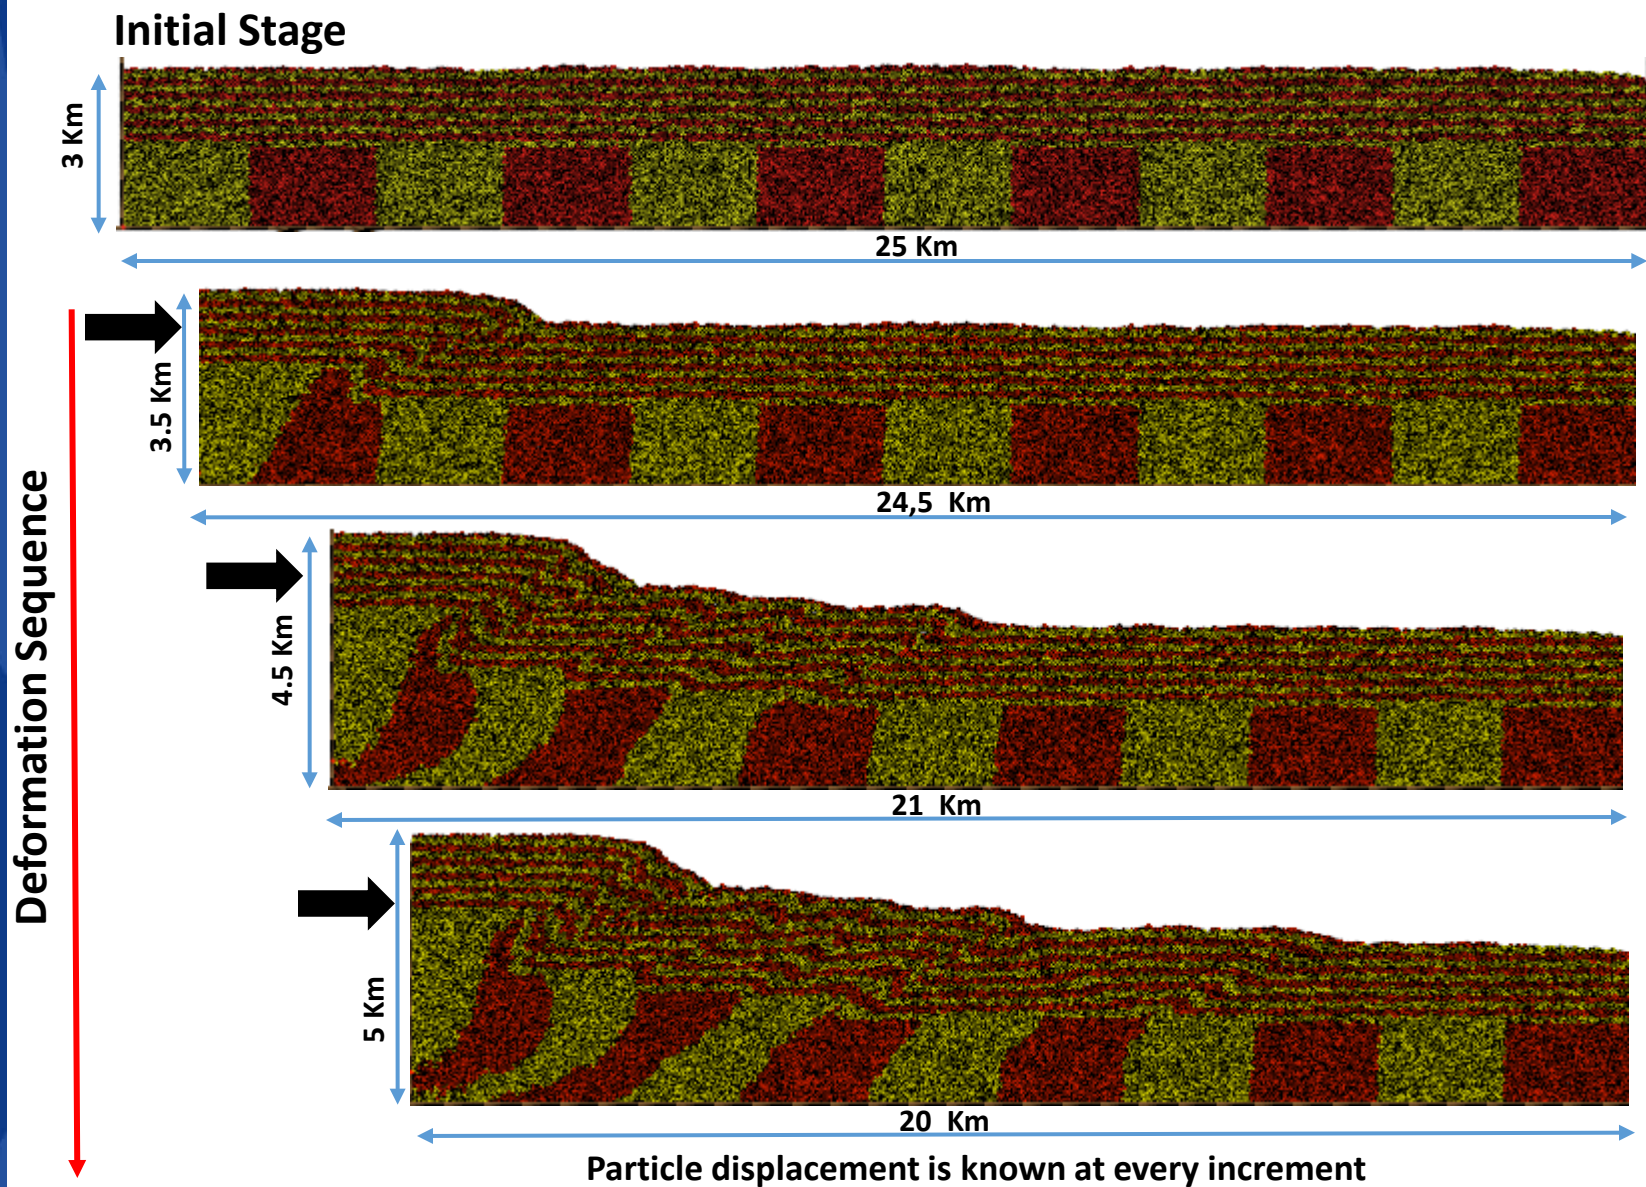 Initial Stage
3 Km
25 Km
3.5 Km
24,5 Km
Deformation Sequence
4.5 Km
21 Km
5 Km
20 Km
Particle displacement is known at every increment